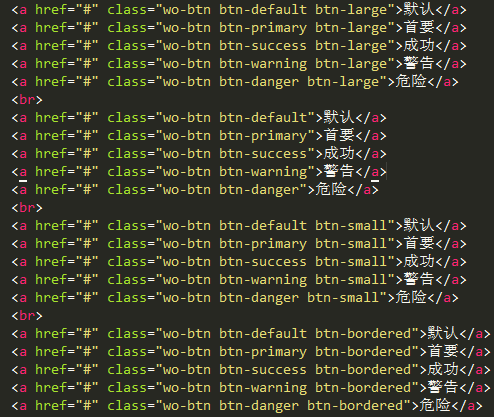 <a href="#" class="wo-btn btn-default btn-large">默认</a>
<a href="#" class="wo-btn btn-primary btn-large">首要</a>
<a href="#" class="wo-btn btn-success btn-large">成功</a>
<a href="#" class="wo-btn btn-warning btn-large">警告</a>
<a href="#" class="wo-btn btn-danger btn-large">危险</a>
<br>
<a href="#" class="wo-btn btn-default">默认</a>
<a href="#" class="wo-btn btn-primary">首要</a>
<a href="#" class="wo-btn btn-success">成功</a>
<a href="#" class="wo-btn btn-warning">警告</a>
<a href="#" class="wo-btn btn-danger">危险</a>
<br>
<a href="#" class="wo-btn btn-default btn-small">默认</a>
<a href="#" class="wo-btn btn-primary btn-small">首要</a>
<a href="#" class="wo-btn btn-success btn-small">成功</a>
<a href="#" class="wo-btn btn-warning btn-small">警告</a>
<a href="#" class="wo-btn btn-danger btn-small">危险</a>
<br>
<a href="#" class="wo-btn btn-default btn-bordered">默认</a>
<a href="#" class="wo-btn btn-primary btn-bordered">首要</a>
<a href="#" class="wo-btn btn-success btn-bordered">成功</a>
<a href="#" class="wo-btn btn-warning btn-bordered">警告</a>
<a href="#" class="wo-btn btn-danger btn-bordered">危险</a>